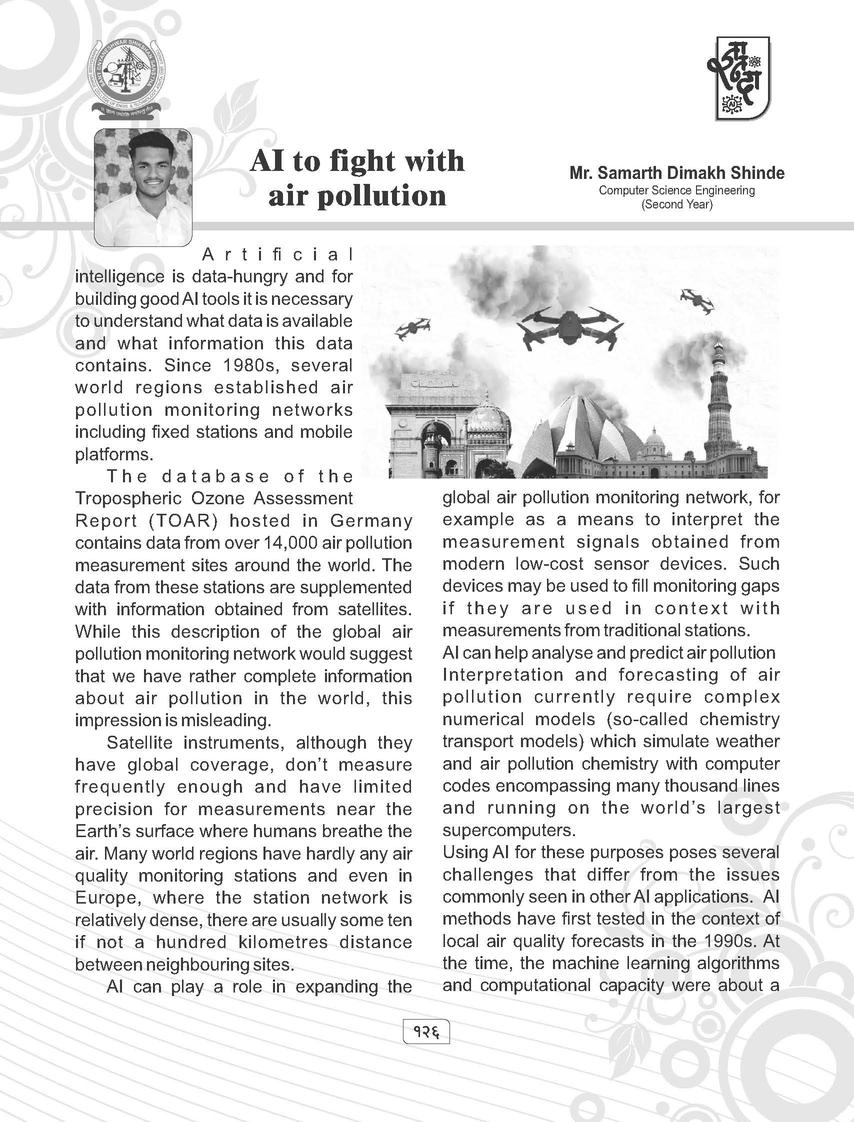 AI to fight with
air pollution
Mr. Samarth Dimakh Shinde
Computer Science Engineering
(Second Year)
Artificial
intelligence is data-hungry and for
building good AI tools it is necessary
to understand what data is available
and what information this data
contains. Since 1980s, several
world regions established air
pollution monitoring networks
including fixed stations and mobile
platforms.
The database of the
Tropospheric Ozone Assessment
Report (TOAR) hosted in Germany
contains data from over 14,000 air pollution
measurement sites around the world. The
data from these stations are supplemented
with information obtained from satellites.
While this description of the global air
pollution monitoring network would suggest
that we have rather complete information
about air pollution in the world, this
impression is misleading.
Satellite instruments, although they
have global coverage, don’t measure
frequently enough and have limited
precision for measurements near the
Earth’s surface where humans breathe the
air. Many world regions have hardly any air
quality monitoring stations and even in
Europe, where the station network is
relatively dense, there are usually some ten
if not a hundred kilometres distance
between neighbouring sites.
AI can play a role in expanding the
global air pollution monitoring network, for
example as a means to interpret the
measurement signals obtained from
modern low-cost sensor devices. Such
devices may be used to fill monitoring gaps
if they are used in context with
measurements from traditional stations.
AI can help analyse and predict air pollution
Interpretation and forecasting of air
pollution currently require complex
numerical models (so-called chemistry
transport models) which simulate weather
and air pollution chemistry with computer
codes encompassing many thousand lines
and running on the world’s largest
supercomputers.
Using AI for these purposes poses several
challenges that differ from the issues
commonly seen in other AI applications. AI
methods have first tested in the context of
local air quality forecasts in the 1990s. At
the time, the machine learning algorithms
and computational capacity were about a
१२६